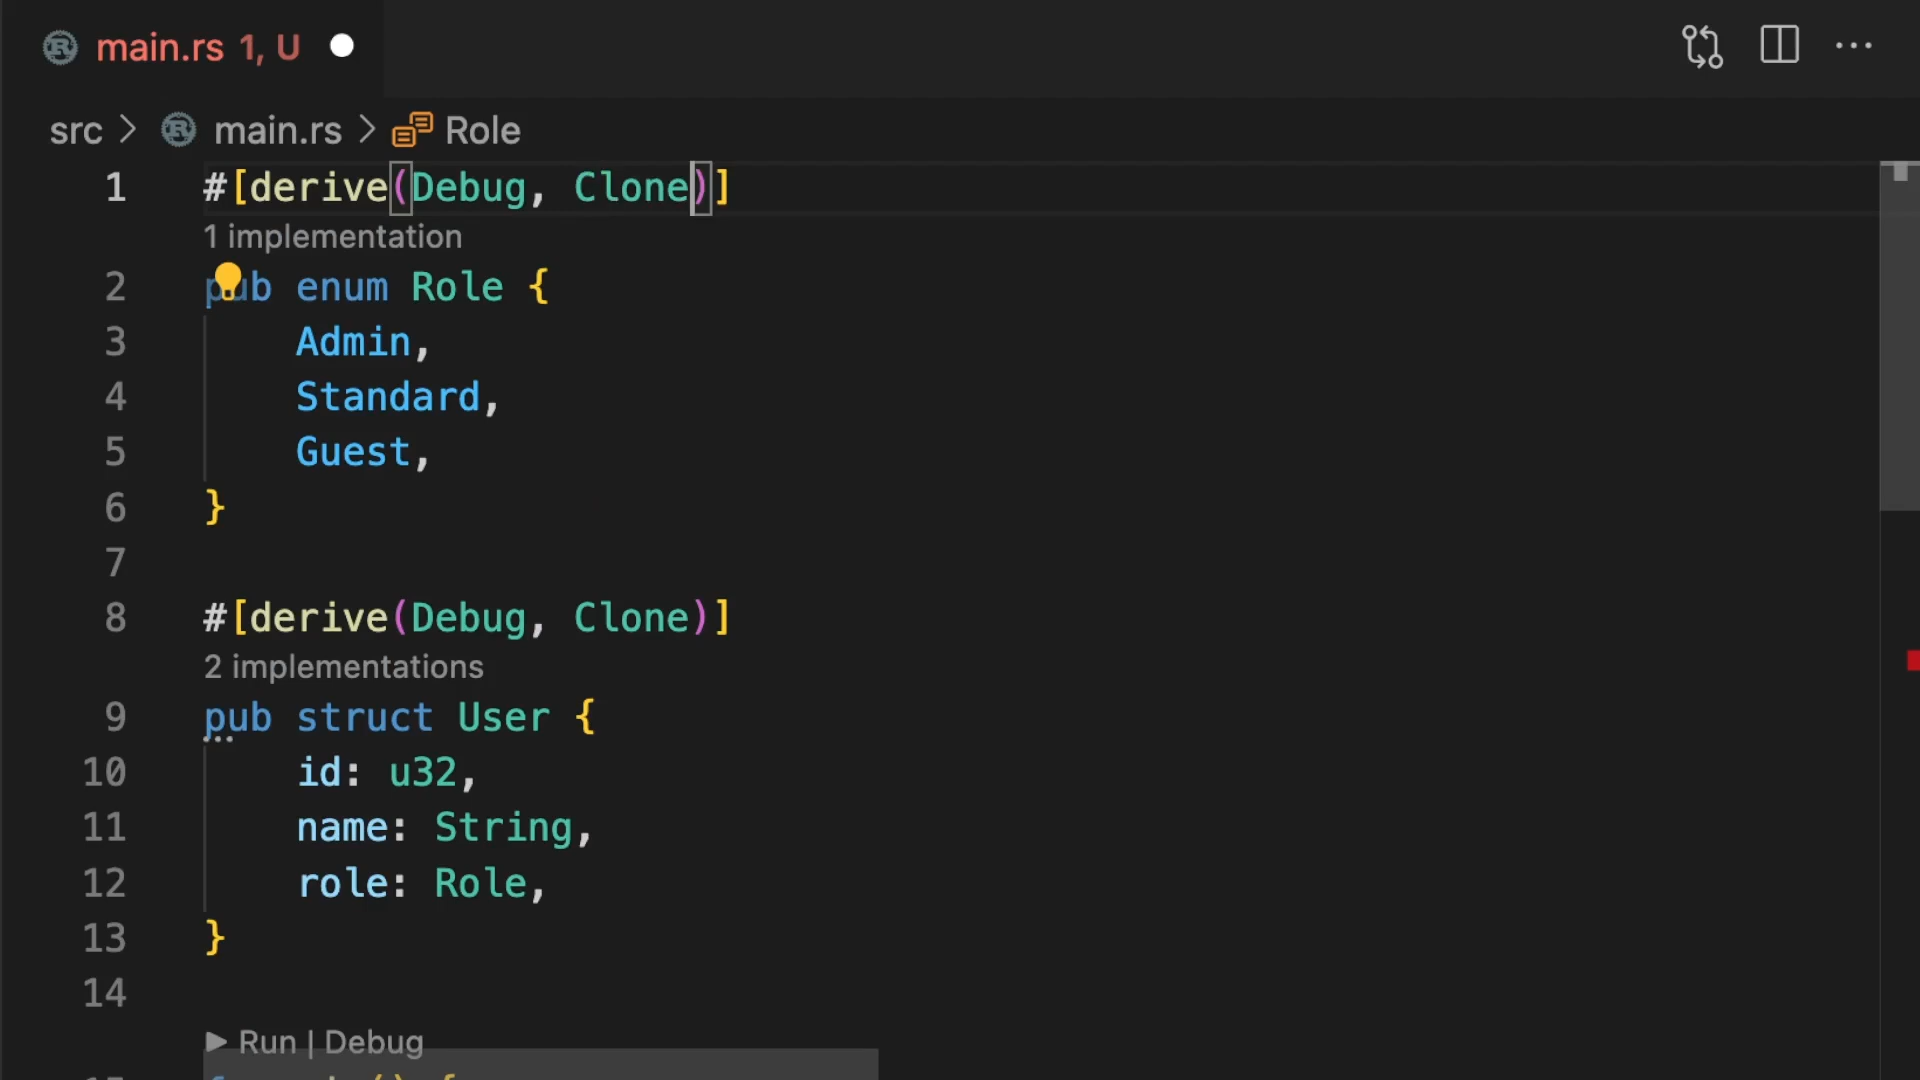 main.rs 1, U
src > main.rs > Role
1 #[derive(Debug, Clone)]
1 implementation
2 pub enum Role {
3 Admin,
4 Standard,
5 Guest,
6 }
7
8 #[derive(Debug, Clone)]
2 implementations
9 pub struct User {
10 id: u32,
11 name: String,
12 role: Role,
13 }
14
Run | Debug